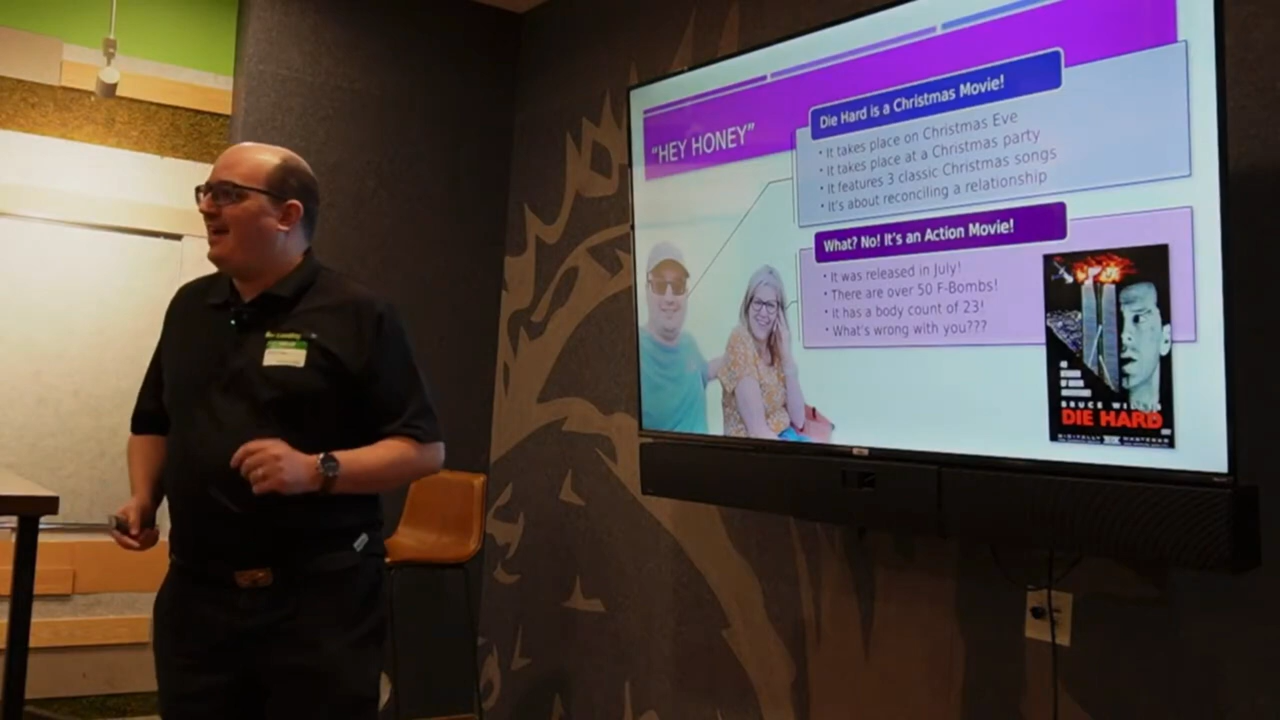 "HEY HONEY"
Die Hard is a Christmas Movie!
• It takes place on Christmas Eve
• It takes place at a Christmas party
• It features 3 classic Christmas songs
• It's about reconciling a relationship
What? No! It's an Action Movie!
• It was released in July!
• There are over 50 F-Bombs!
• It has a body count of 23!
• What's wrong with you???
BRUCE WILLIS
DIE HARD
DIGITALLY THX MASTERED